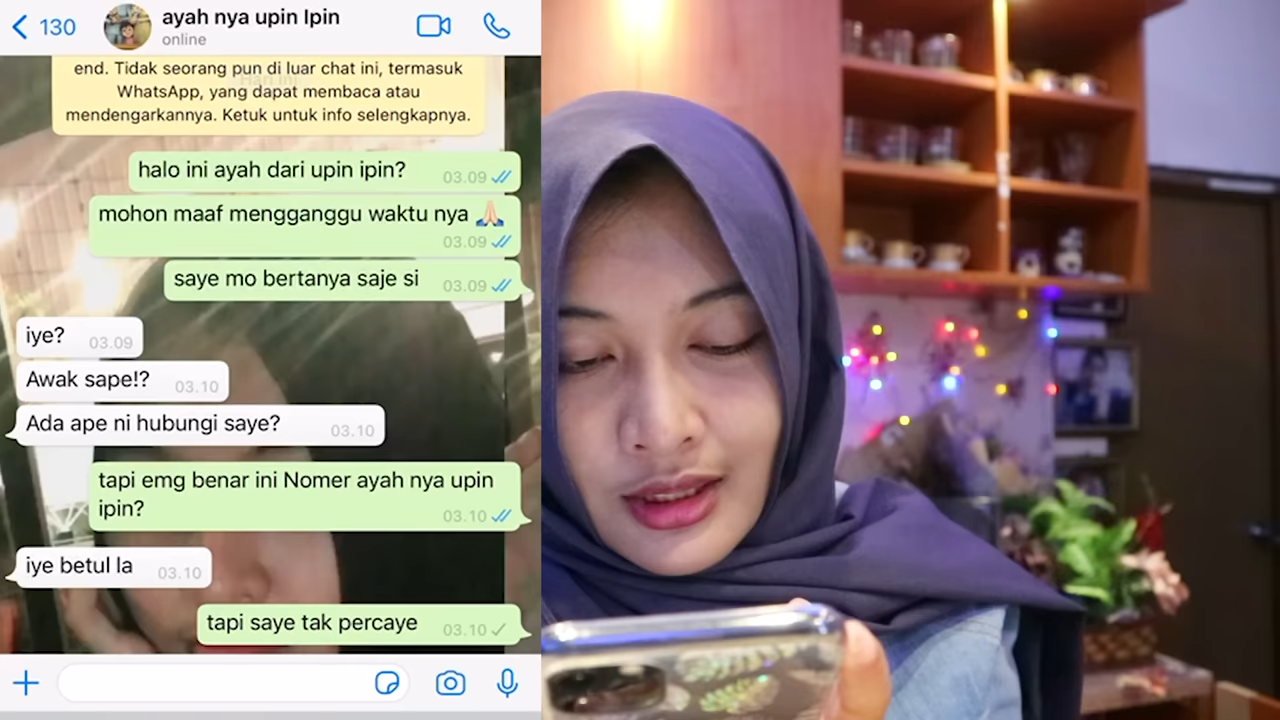 130
ayah nya upin Ipin
online
end. Tidak seorang pun di luar chat ini, termasuk
WhatsApp, yang dapat membaca atau
mendengarkannya. Ketuk untuk info selengkapnya.
halo ini ayah dari upin ipin?
03.09
mohon maaf mengganggu waktu nya 🙏🏻
03.09
saye mo bertanya saje si
03.09
iye?
03.09
Awak sape!?
03.10
Ada ape ni hubungi saye?
03.10
tapi emg benar ini Nomer ayah nya upin
ipin?
03.10
iye betul la
03.10
tapi saye tak percaye
03.10